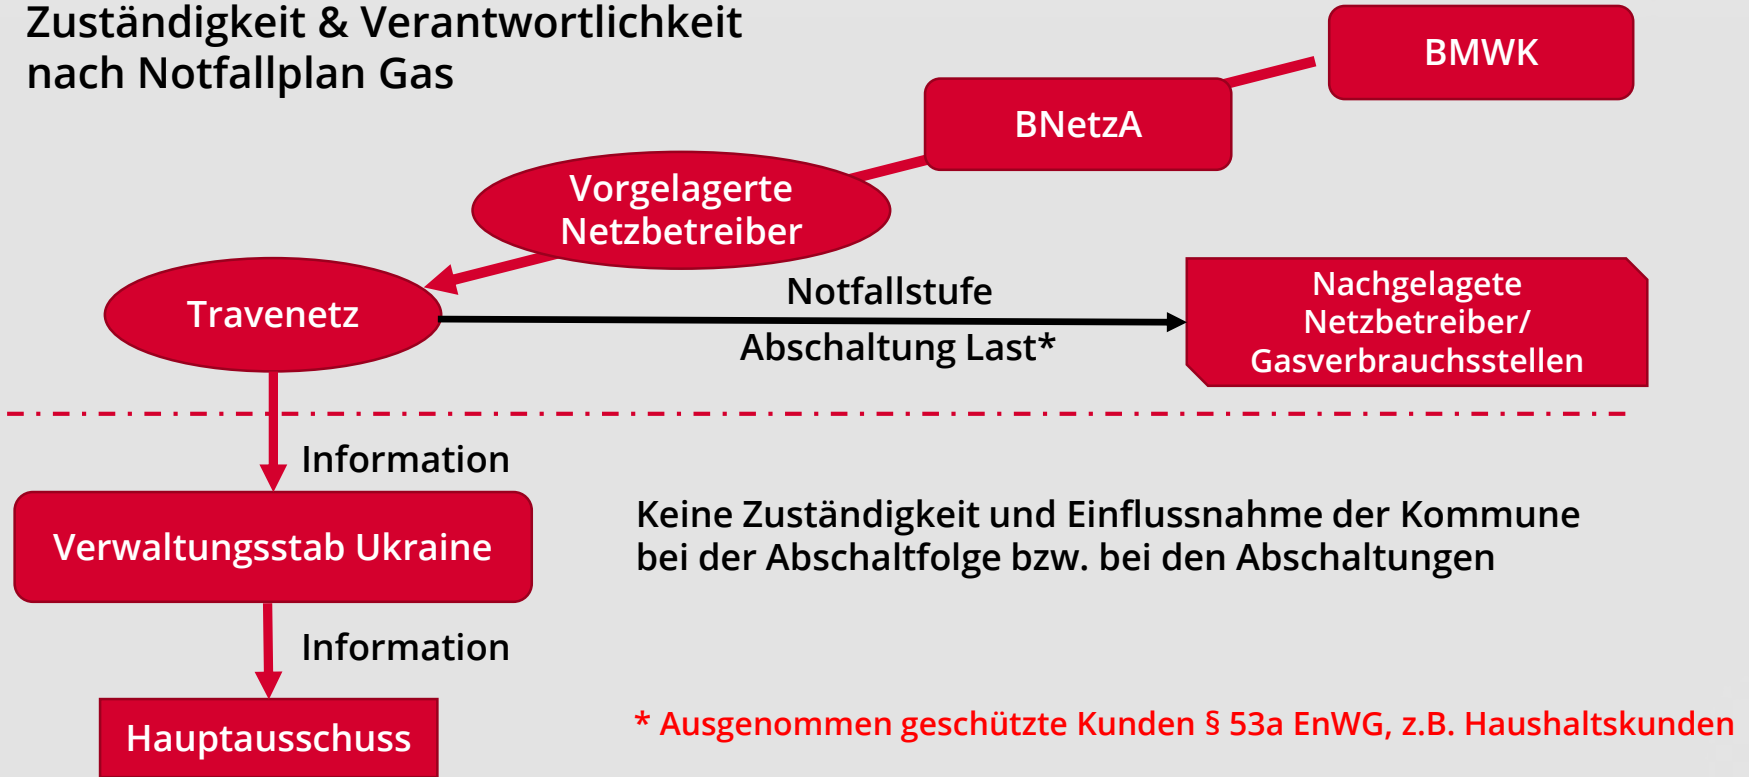 Zuständigkeit & Verantwortlichkeit
nach Notfallplan Gas
BMWK
BNetzA
Vorgelagerte
Netzbetreiber
Travenetz
Notfallstufe
Abschaltung Last*
Nachgelagete
Netzbetreiber/
Gasverbrauchsstellen
Information
Verwaltungsstab Ukraine
Keine Zuständigkeit und Einflussnahme der Kommune
bei der Abschaltfolge bzw. bei den Abschaltungen
Information
Hauptausschuss
* Ausgenommen geschützte Kunden § 53a EnWG, z.B. Haushaltskunden